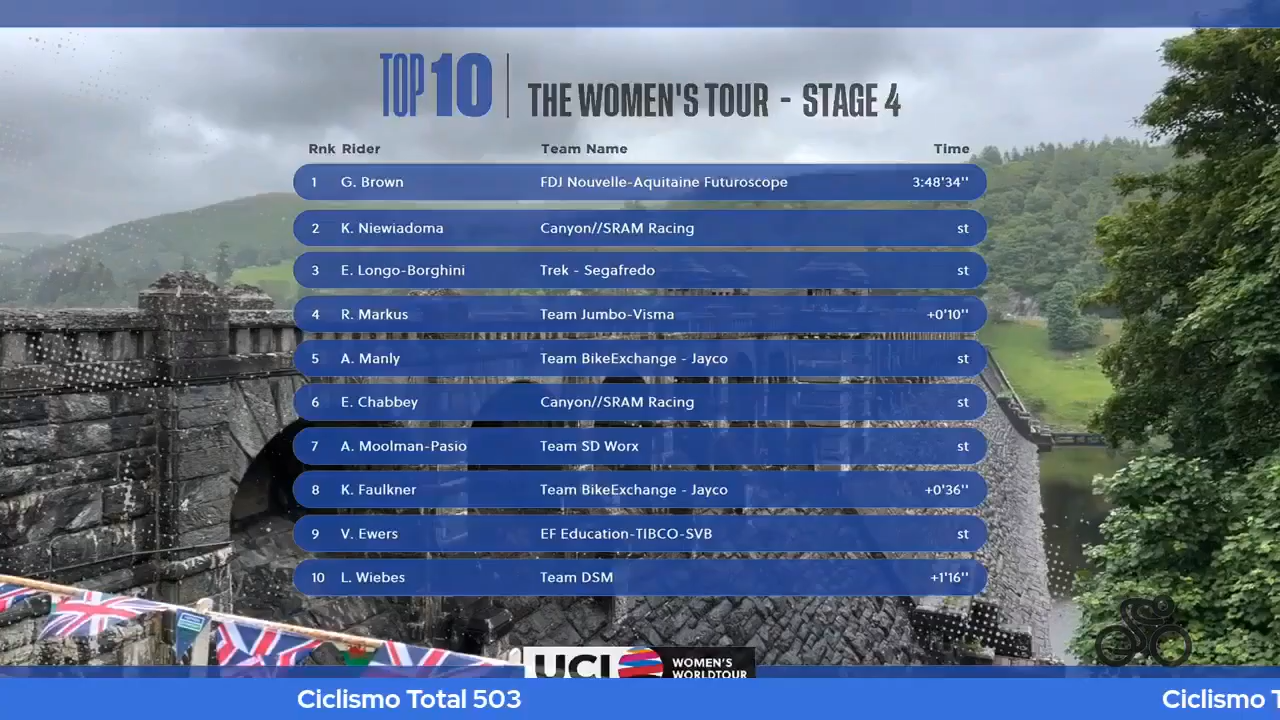 TOP 10 | THE WOMEN'S TOUR - STAGE 4
Rnk Rider Team Name Time
1 G. Brown FDJ Nouvelle-Aquitaine Futuroscope 3:48'34''
2 K. Niewiadoma Canyon//SRAM Racing st
3 E. Longo-Borghini Trek - Segafredo st
4 R. Markus Team Jumbo-Visma +0'10''
5 A. Manly Team BikeExchange - Jayco st
6 E. Chabbey Canyon//SRAM Racing st
7 A. Moolman-Pasio Team SD Worx st
8 K. Faulkner Team BikeExchange - Jayco +0'36''
9 V. Ewers EF Education-TIBCO-SVB st
10 L. Wiebes Team DSM +1'16''
UCI WOMEN'S
WORLDTOUR
Ciclismo Total 503 Ciclismo T